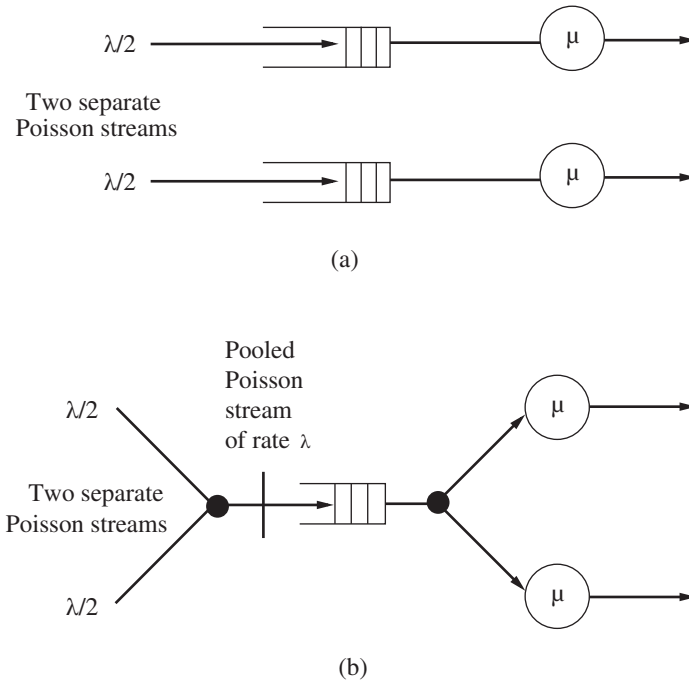 λ/2
μ
Two separate
Poisson streams
λ/2
μ
(a)
Pooled
Poisson
stream
of rate λ
λ/2
μ
Two separate
Poisson streams
λ/2
μ
(b)